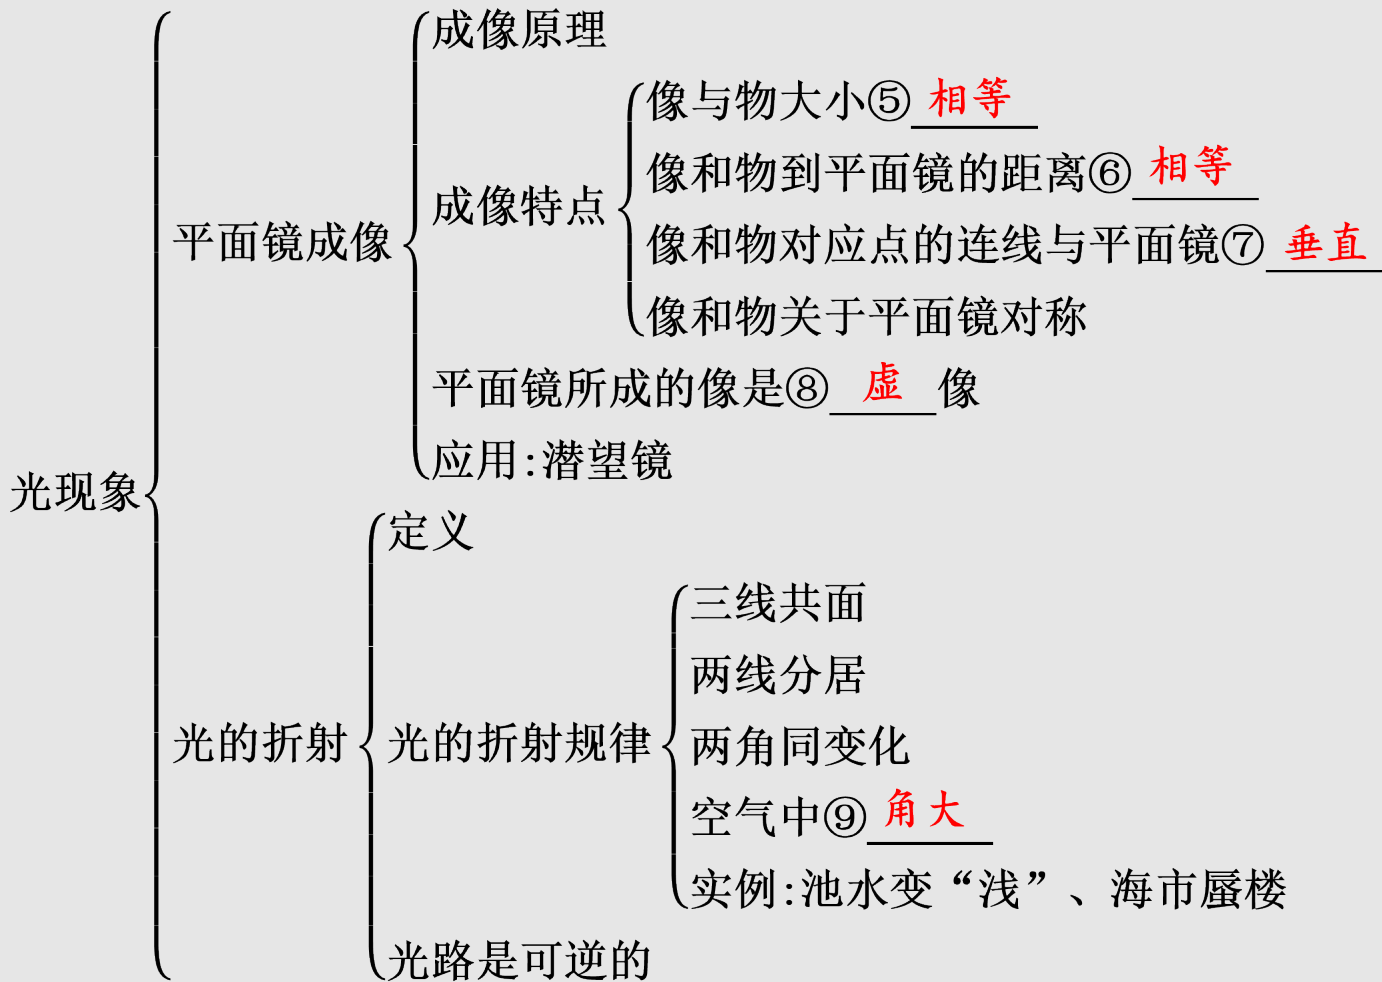 成像原理
像与物大小⑤相等
像和物到平面镜的距离⑥相等
成像特点
像和物对应点的连线与平面镜⑦垂直
平面镜成像
像和物关于平面镜对称
平面镜所成的像是⑧虚像
应用:潜望镜
光现象
定义
三线共面
两线分居
光的折射
光的折射规律
两角同变化
空气中⑨角大
实例:池水变“浅”、海市蜃楼
光路是可逆的